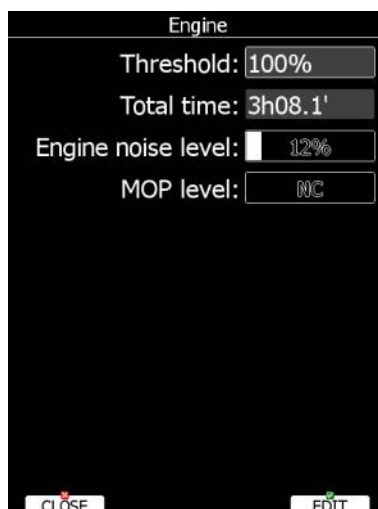 Engine
Threshold: 100%
Total time: 3h08.1'
Engine noise level: 12%
MOP level: NC
CLOSE EDIT